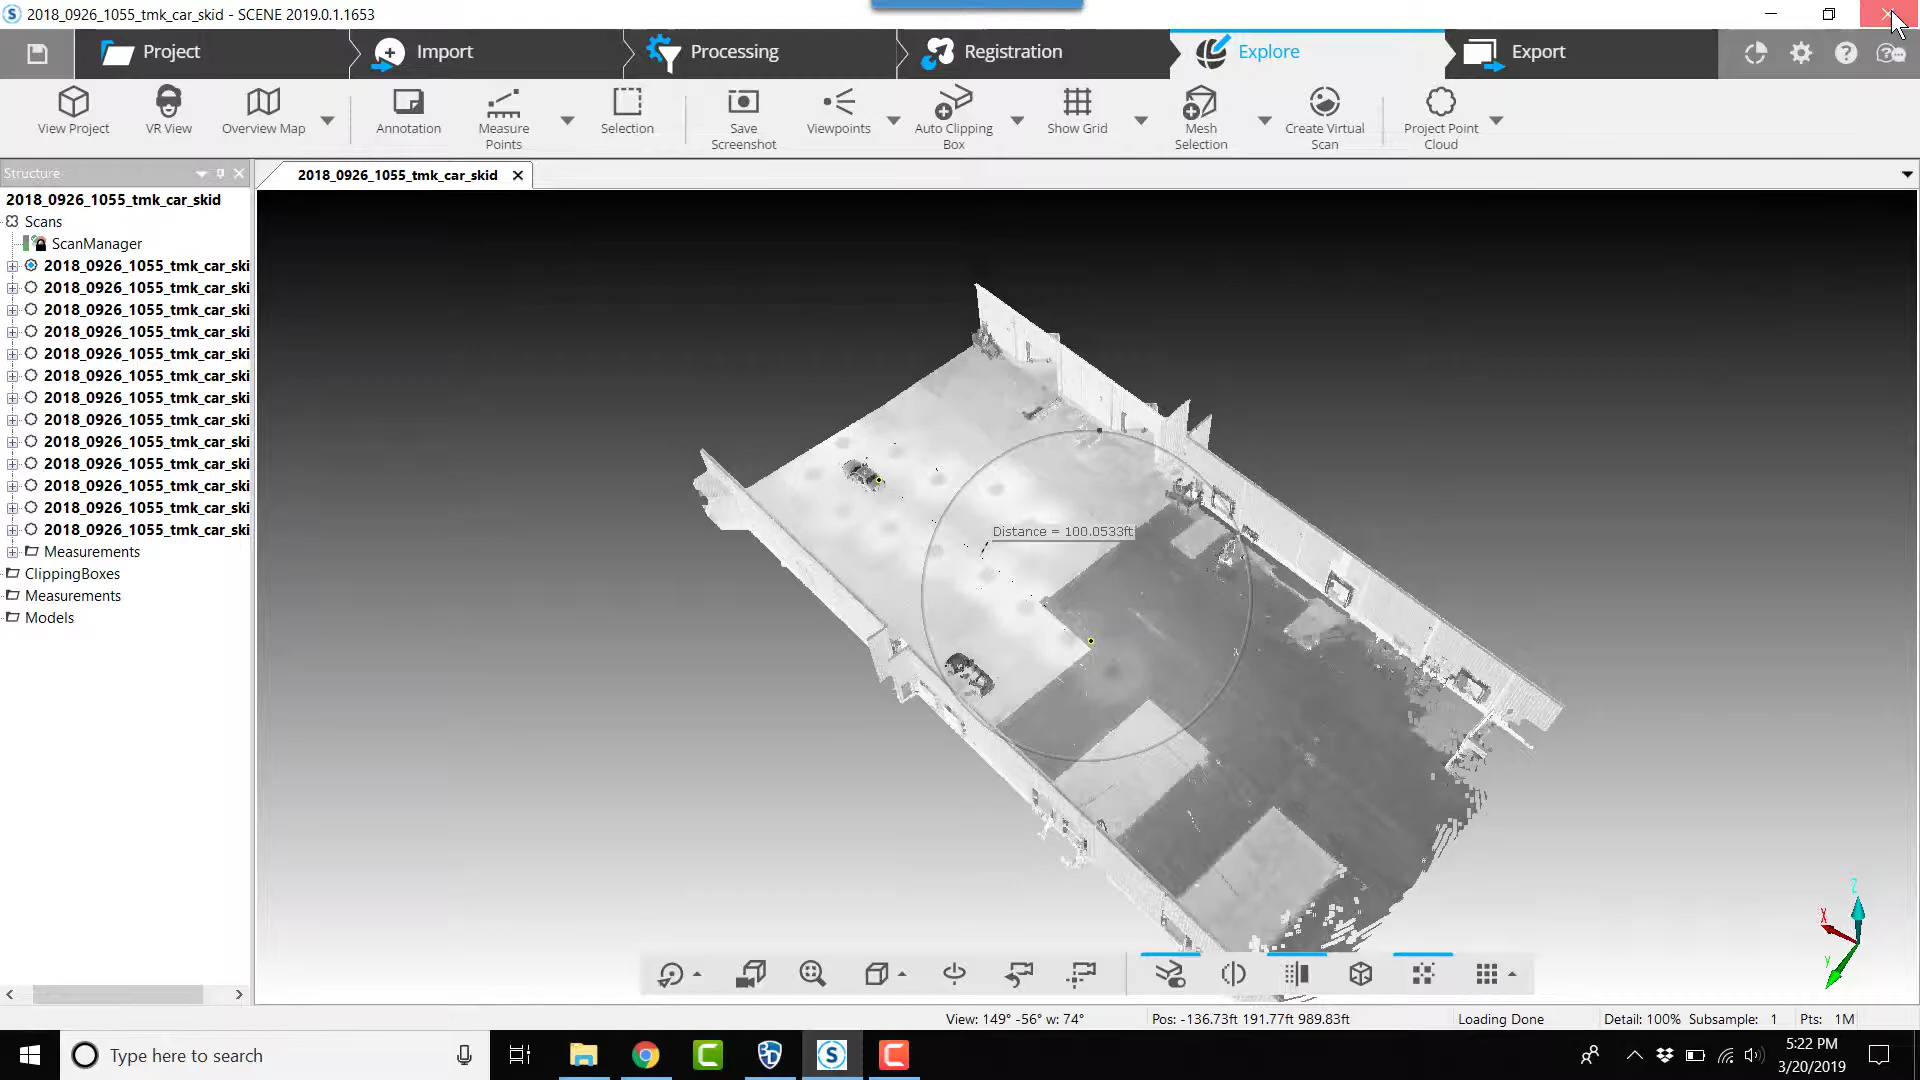 2018_0926_1055_tmk_car_skid - SCENE 2019.0.1.1653
Project
Import
Processing
Registration
Explore
Export
View Project
VR View
Overview Map
Annotation
Measure Points
Selection
Save Screenshot
Viewpoints
Auto Clipping Box
Show Grid
Mesh Selection
Create Virtual Scan
Project Point Cloud
Structure
2018_0926_1055_tmk_car_skid
2018_0926_1055_tmk_car_skid
Scans
ScanManager
2018_0926_1055_tmk_car_ski
2018_0926_1055_tmk_car_ski
2018_0926_1055_tmk_car_ski
2018_0926_1055_tmk_car_ski
2018_0926_1055_tmk_car_ski
2018_0926_1055_tmk_car_ski
2018_0926_1055_tmk_car_ski
2018_0926_1055_tmk_car_ski
2018_0926_1055_tmk_car_ski
2018_0926_1055_tmk_car_ski
2018_0926_1055_tmk_car_ski
2018_0926_1055_tmk_car_ski
2018_0926_1055_tmk_car_ski
Measurements
ClippingBoxes
Measurements
Models
Distance = 100.0533ft
Z
X
y
View: 149° -56° w: 74°
Pos: -136.73ft 191.77ft 989.83ft
Loading Done
Detail: 100% Subsample: 1 Pts: 1M
Type here to search
5:22 PM
3/20/2019